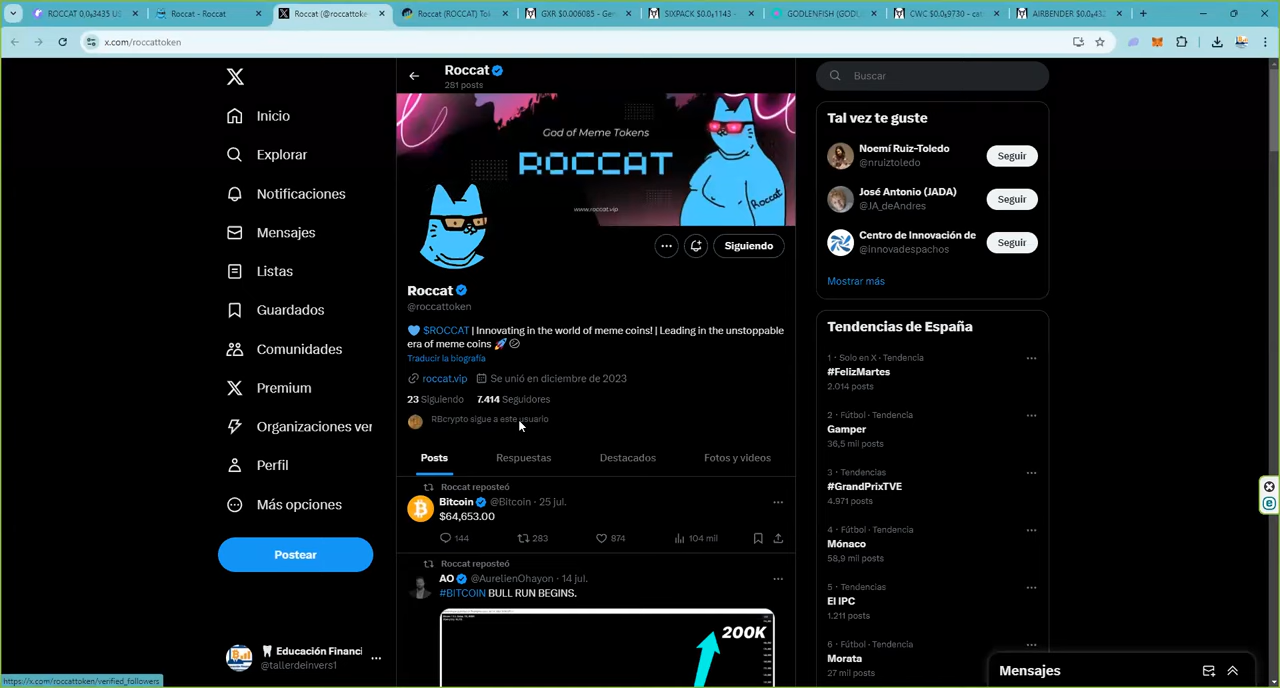 ROCCAT 0,0₈3435 US
Roccat - Roccat
Roccat (@roccattoke
Roccat (ROCCAT) To
GXR $0.006085 - Ge
SIXPACK $0.0₆1143 -
GODLENFISH (GODL
CWC $0.0₆9730 - ca
AIRBENDER $0.0₄43
x.com/roccattoken
Inicio
Explorar
Notificaciones
Mensajes
Listas
Guardados
Comunidades
Premium
Organizaciones ver
Perfil
Más opciones
Postear
Educación Financi
@tallerdeinvers1
https://x.com/roccattoken/verified_followers
Roccat
281 posts
God of Meme Tokens
ROCCAT
www.roccat.vip
Roccat
Siguiendo
Roccat
@roccattoken
$ROCCAT | Innovating in the world of meme coins! | Leading in the unstoppable
era of meme coins
Traducir la biografía
roccat.vip Se unió en diciembre de 2023
23 Siguiendo 7.414 Seguidores
RBcrypto sigue a este usuario
Posts Respuestas Destacados Fotos y videos
Roccat reposteó
Bitcoin @Bitcoin · 25 jul.
$64,653.00
144 283 874 104 mil
Roccat reposteó
AO @AurelienOhayon · 14 jul.
#BITCOIN BULL RUN BEGINS.
200K
Buscar
Tal vez te guste
Noemí Ruiz-Toledo
@nruiztoledo
Seguir
José Antonio (JADA)
@JA_deAndres
Seguir
Centro de Innovación de
@innovadespachos
Seguir
Mostrar más
Tendencias de España
1 · Solo en X · Tendencia
#FelizMartes
2.014 posts
2 · Fútbol · Tendencia
Gamper
36,5 mil posts
3 · Tendencias
#GrandPrixTVE
4.971 posts
4 · Fútbol · Tendencia
Mónaco
58,9 mil posts
5 · Tendencias
El IPC
1.211 posts
6 · Fútbol · Tendencia
Morata
27 mil posts
Mensajes